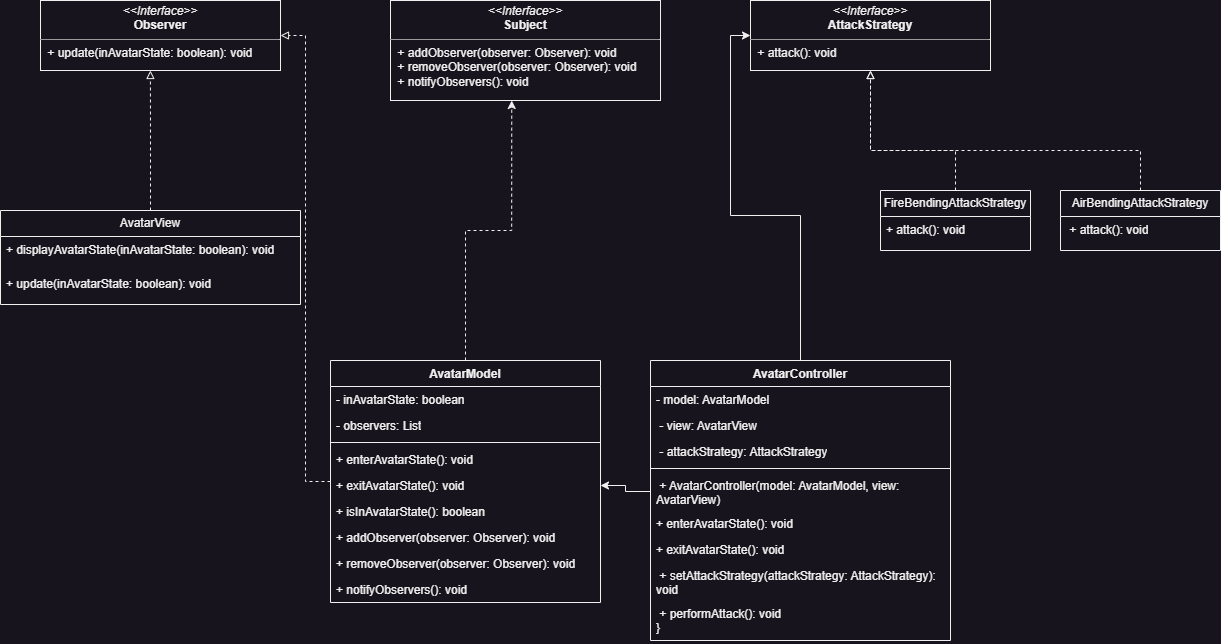 <<Interface>>
Observer
+ update(inAvatarState: boolean): void
<<Interface>>
Subject
+ addObserver(observer: Observer): void
+ removeObserver(observer: Observer): void
+ notifyObservers(): void
<<Interface>>
AttackStrategy
+ attack(): void
FireBendingAttackStrategy
+ attack(): void
AirBendingAttackStrategy
+ attack(): void
AvatarView
+ displayAvatarState(inAvatarState: boolean): void
+ update(inAvatarState: boolean): void
AvatarModel
- inAvatarState: boolean
- observers: List
+ enterAvatarState(): void
+ exitAvatarState(): void
+ isInAvatarState(): boolean
+ addObserver(observer: Observer): void
+ removeObserver(observer: Observer): void
+ notifyObservers(): void
AvatarController
- model: AvatarModel
- view: AvatarView
- attackStrategy: AttackStrategy
+ AvatarController(model: AvatarModel, view:
AvatarView)
+ enterAvatarState(): void
+ exitAvatarState(): void
+ setAttackStrategy(attackStrategy: AttackStrategy):
void
+ performAttack(): void
}